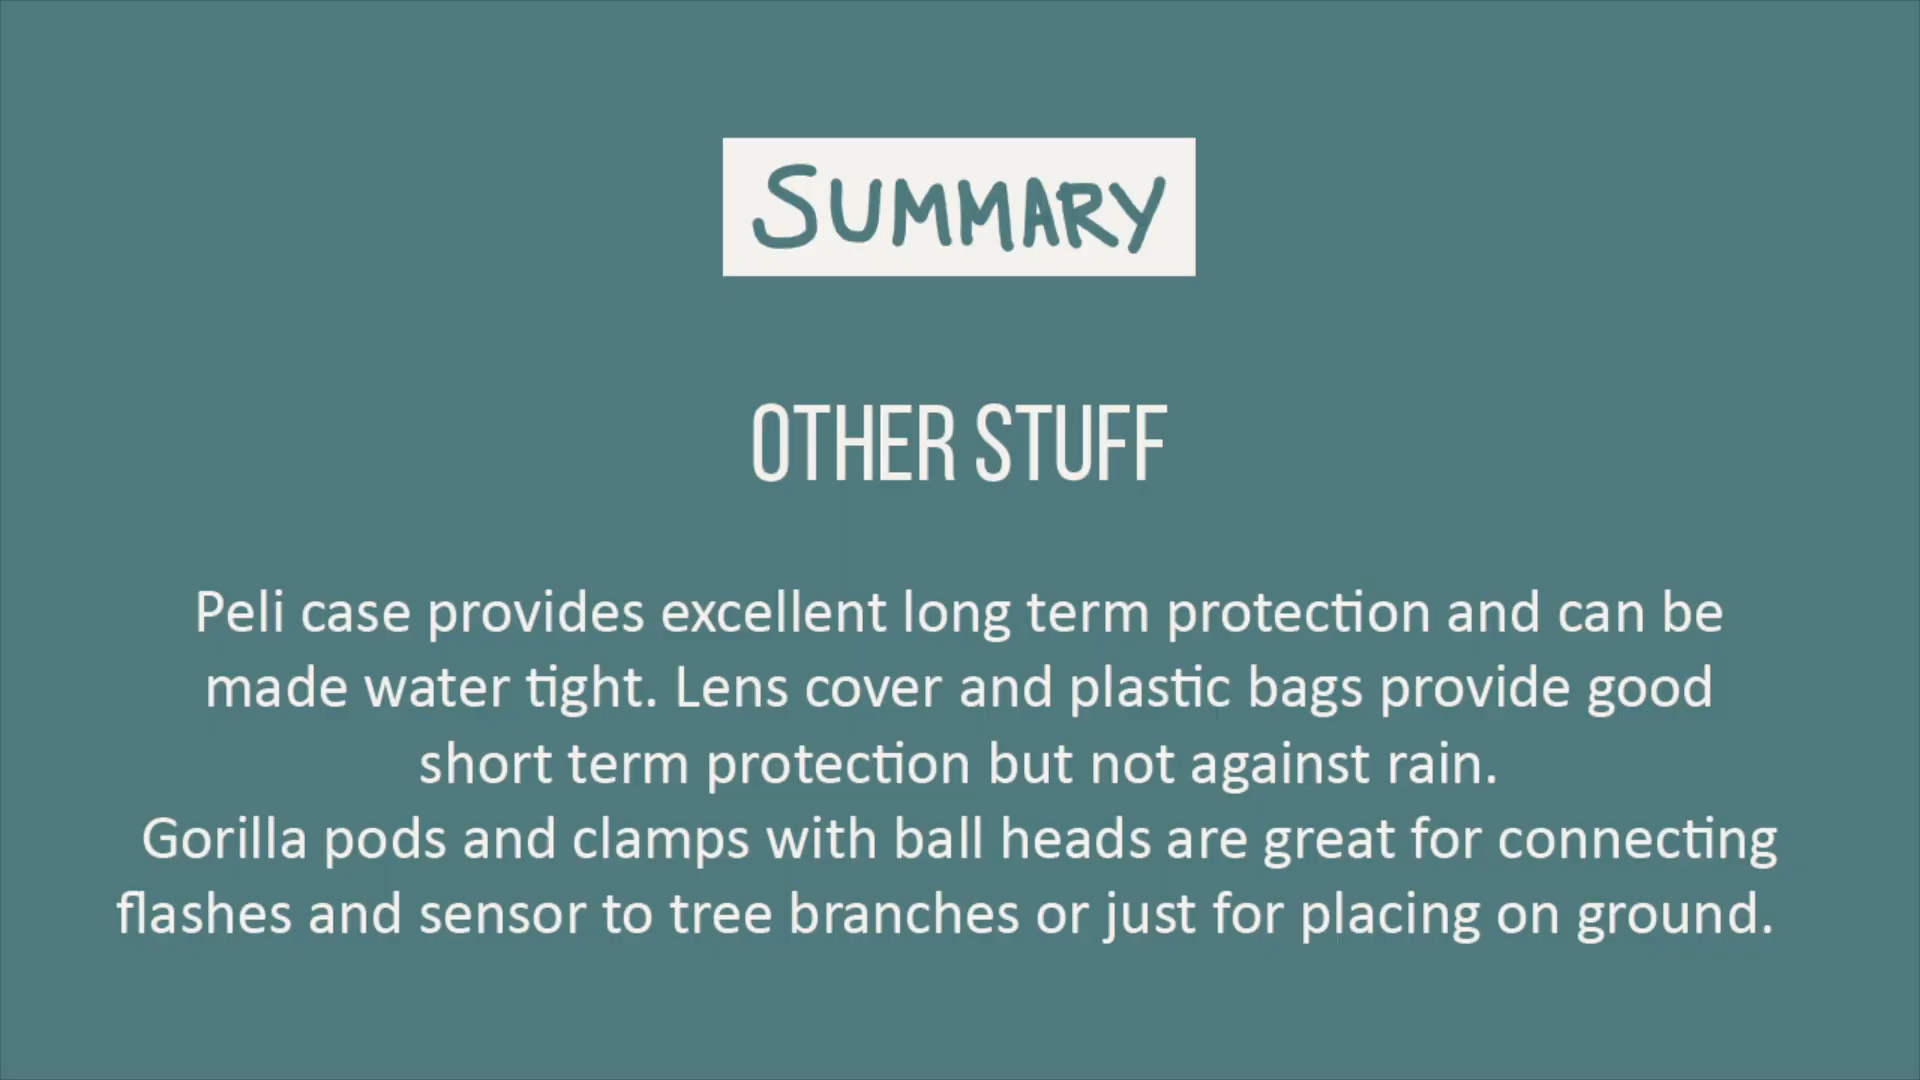 SUMMARY
OTHER STUFF
Peli case provides excellent long term protection and can be
made water tight. Lens cover and plastic bags provide good
short term protection but not against rain.
Gorilla pods and clamps with ball heads are great for connecting
flashes and sensor to tree branches or just for placing on ground.